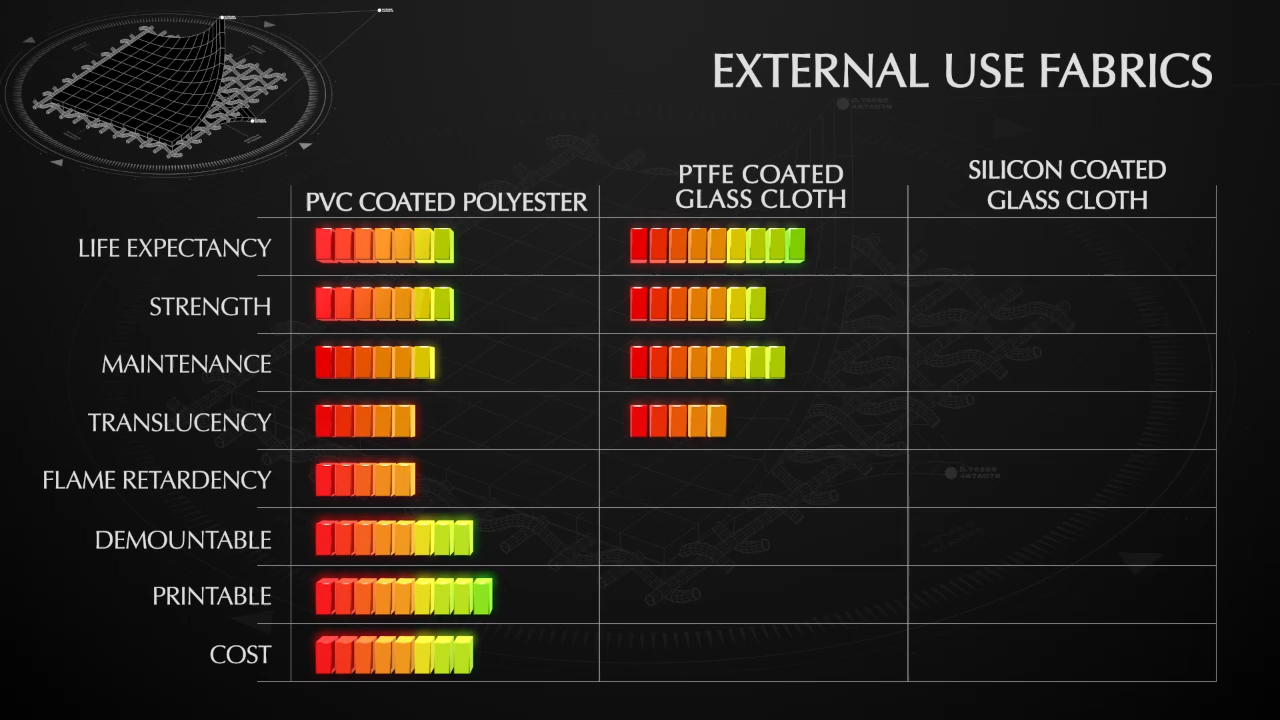 EXTERNAL USE FABRICS
PVC COATED POLYESTER
PTFE COATED
GLASS CLOTH
SILICON COATED
GLASS CLOTH
LIFE EXPECTANCY
STRENGTH
MAINTENANCE
TRANSLUCENCY
FLAME RETARDENCY
DEMOUNTABLE
PRINTABLE
COST